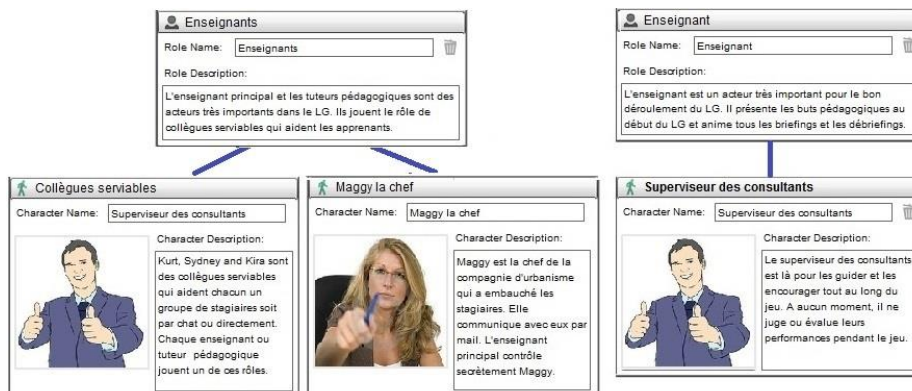 Enseignants
Role Name: Enseignants
Role Description:
L'enseignant principal et les tuteurs pédagogiques sont des
acteurs très importants dans le LG. Ils jouent le rôle de
collègues serviables qui aident les apprenants.
Enseignant
Role Name: Enseignant
Role Description:
L'enseignant est un acteur très important pour le bon
déroulement du LG. Il présente les buts pédagogiques au
début du LG et anime tous les briefings et les débriefings.
Collègues serviables
Character Name: Superviseur des consultants
Character Description:
Kurt, Sydney and Kira sont
des collègues serviables
qui aident chacun un
groupe de stagiaires soit
par chat ou directement.
Chaque enseignant ou
tuteur pédagogique
jouent un de ces rôles.
Maggy la chef
Character Name: Maggy la chef
Character Description:
Maggy est la chef de la
compagnie d'urbanisme
qui a embauché les
stagiaires. Elle
communique avec eux par
mail. L'enseignant
principal contrôle
secrètement Maggy.
Superviseur des consultants
Character Name: Superviseur des consultants
Character Description:
Le superviseur des consultants
est là pour les guider et les
encourager tout au long du
jeu. A aucun moment, il ne
juge ou évalue leurs
performances pendant le jeu.